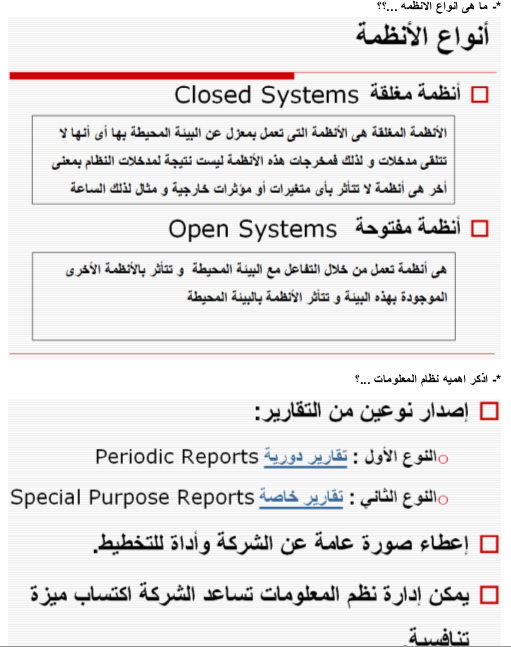 *- ما هى انواع الانظمه ...؟؟
أنواع الأنظمة
أنظمة مغلقة Closed Systems
الأنظمة المغلقة هى الأنظمة التى تعمل بمعزل عن البيئة المحيطة بها أى أنها لا
تتلقى مدخلات و لذلك فمخرجات هذه الأنظمة ليست نتيجة لمدخلات النظام بمعنى
أخر هى أنظمة لا تتأثر بأى متغيرات أو مؤثرات خارجية و مثال لذلك الساعة
أنظمة مفتوحة Open Systems
هى أنظمة تعمل من خلال التفاعل مع البيئة المحيطة و تتأثر بالأنظمة الأخرى
الموجودة بهذه البيئة و تتأثر الأنظمة بالبيئة المحيطة
*- اذكر اهميه نظام المعلومات ...؟
إصدار نوعين من التقارير:
النوع الأول : تقارير دورية Periodic Reports
النوع الثاني : تقارير خاصة Special Purpose Reports
إعطاء صورة عامة عن الشركة وأداة للتخطيط.
يمكن إدارة نظم المعلومات تساعد الشركة اكتساب ميزة
تنافسية.